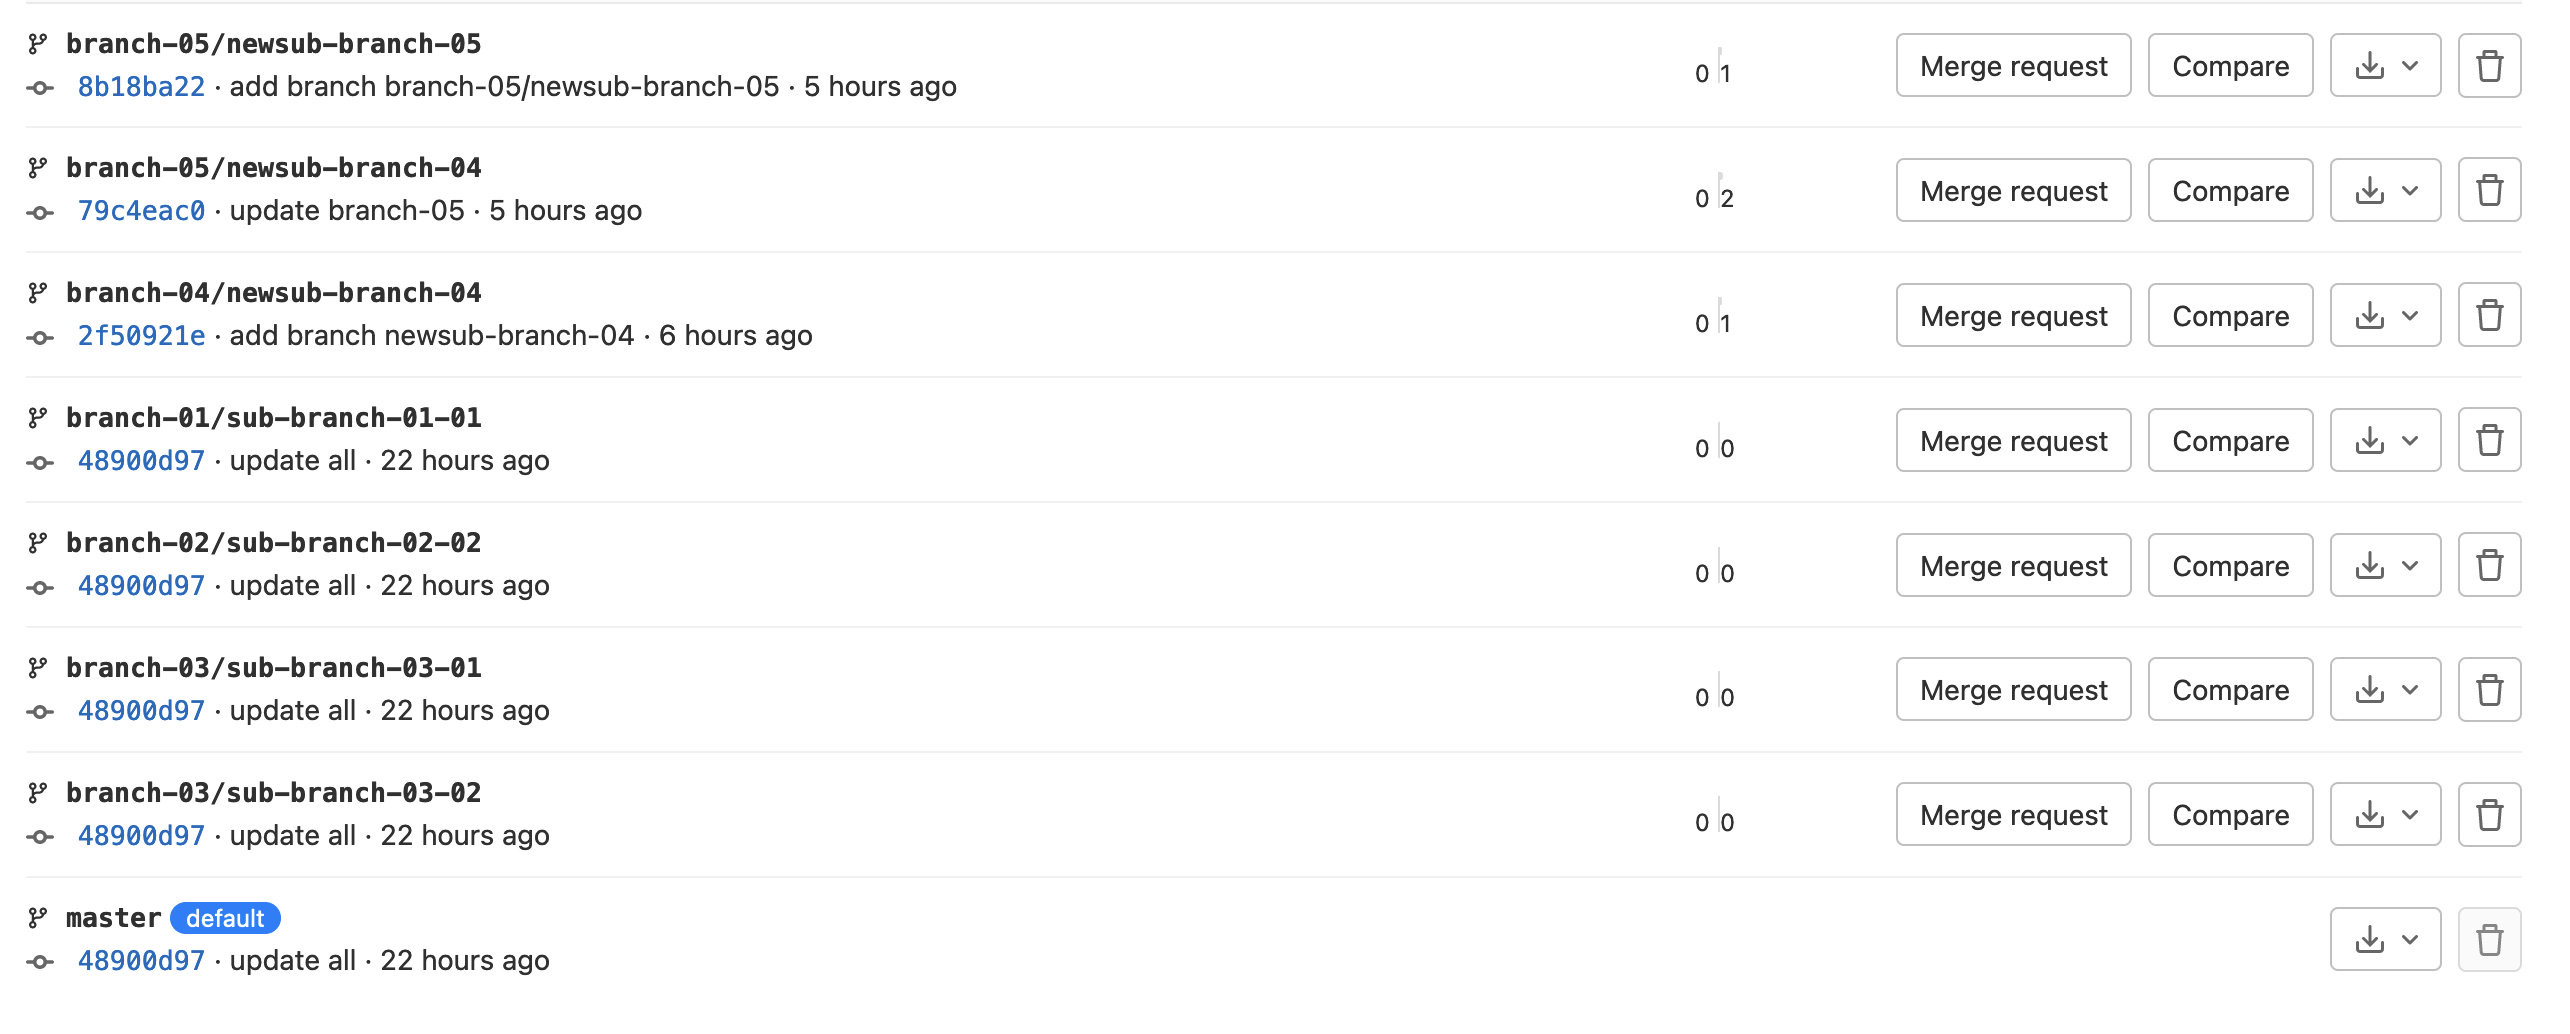 branch-05/newsub-branch-05
8b18ba22 · add branch branch-05/newsub-branch-05 · 5 hours ago
0 1
Merge request
Compare
branch-05/newsub-branch-04
79c4eac0 · update branch-05 · 5 hours ago
0 2
Merge request
Compare
branch-04/newsub-branch-04
2f50921e · add branch newsub-branch-04 · 6 hours ago
0 1
Merge request
Compare
branch-01/sub-branch-01-01
48900d97 · update all · 22 hours ago
0 0
Merge request
Compare
branch-02/sub-branch-02-02
48900d97 · update all · 22 hours ago
0 0
Merge request
Compare
branch-03/sub-branch-03-01
48900d97 · update all · 22 hours ago
0 0
Merge request
Compare
branch-03/sub-branch-03-02
48900d97 · update all · 22 hours ago
0 0
Merge request
Compare
master default
48900d97 · update all · 22 hours ago